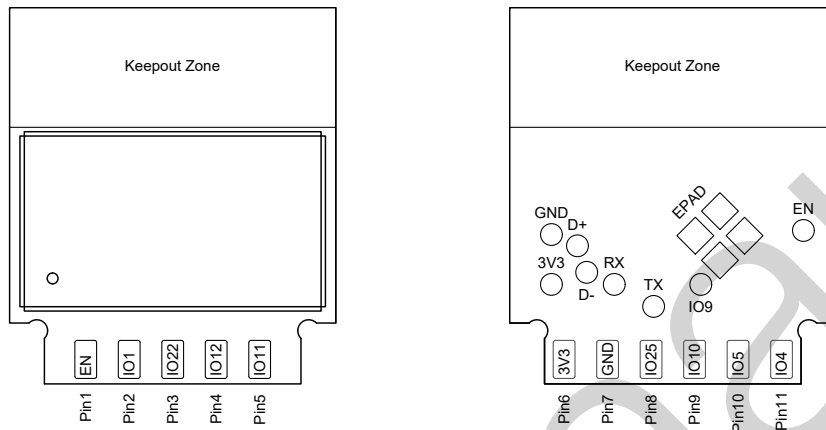 Keepout Zone
EN
IO1
IO22
IO12
IO11
Pin1
Pin2
Pin3
Pin4
Pin5
Keepout Zone
EPAD
EN
GND
D+
3V3
RX
D-
TX
IO9
3V3
GND
IO25
IO10
IO5
IO4
Pin6
Pin7
Pin8
Pin9
Pin10
Pin11